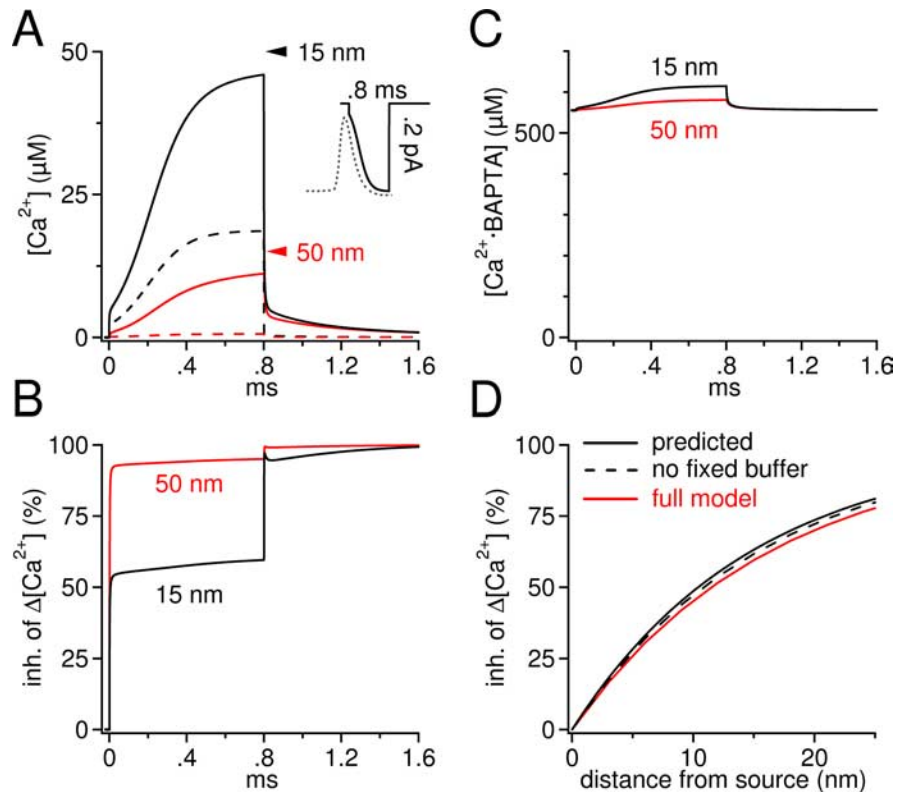 A
[Ca2+] (μM)
50
25
0
15 nm
50 nm
.8 ms
.2 pA
0
.4
.8
1.2
1.6
ms
B
inh. of Δ[Ca2+] (%)
100
75
50
25
0
50 nm
15 nm
0
.4
.8
1.2
1.6
ms
C
[Ca2+·BAPTA] (μM)
500
0
15 nm
50 nm
0
.4
.8
1.2
1.6
ms
D
inh. of Δ[Ca2+] (%)
100
75
50
25
0
predicted
no fixed buffer
full model
0
10
20
distance from source (nm)